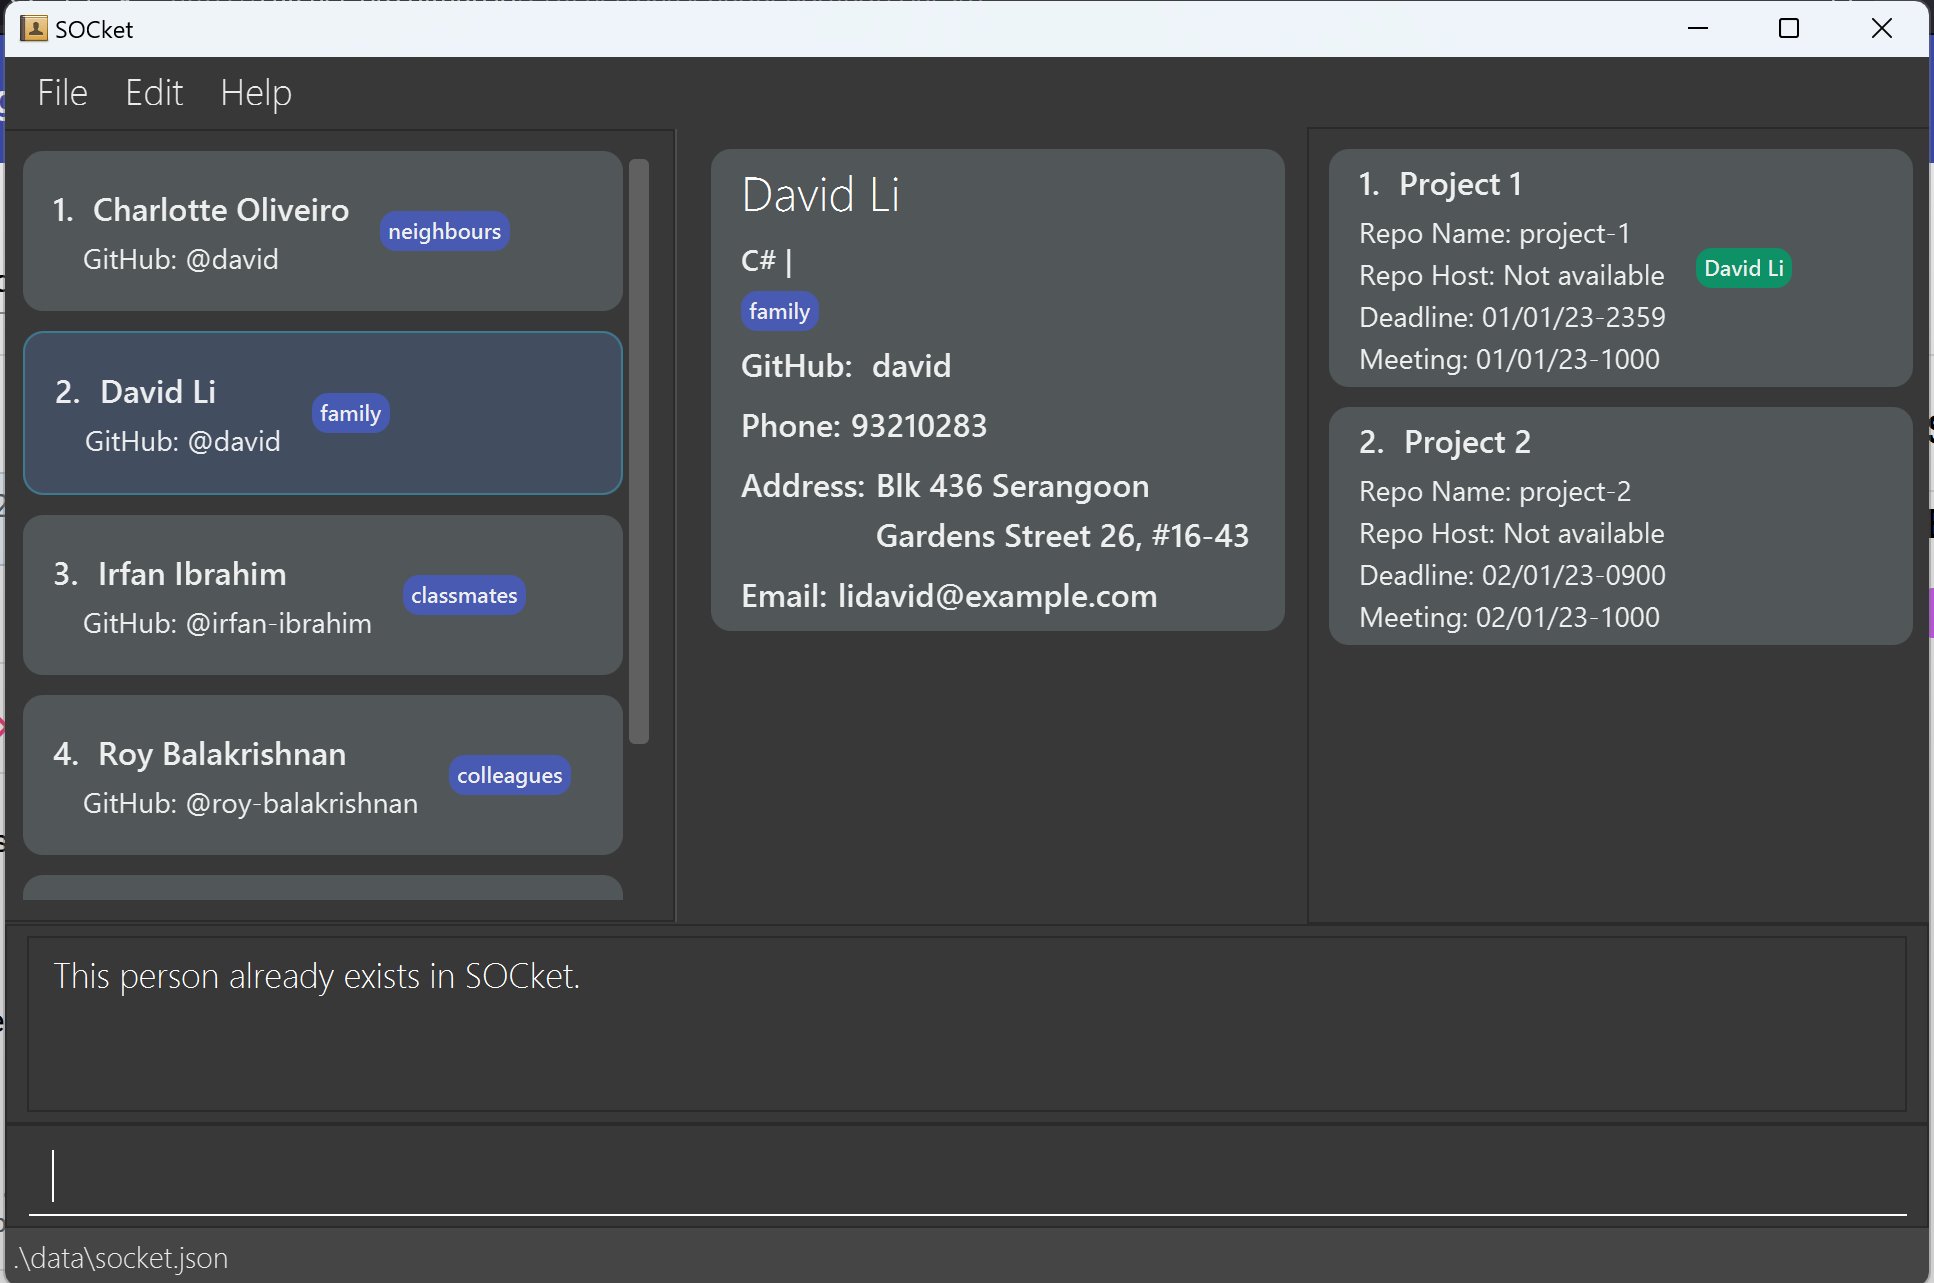 SOCket
File Edit Help
1. Charlotte Oliveiro
neighbours
GitHub: @david
2. David Li
family
GitHub: @david
3. Irfan Ibrahim
classmates
GitHub: @irfan-ibrahim
4. Roy Balakrishnan
colleagues
GitHub: @roy-balakrishnan
David Li
C# |
family
GitHub: david
Phone: 93210283
Address: Blk 436 Serangoon
Gardens Street 26, #16-43
Email: lidavid@example.com
1. Project 1
Repo Name: project-1
Repo Host: Not available
David Li
Deadline: 01/01/23-2359
Meeting: 01/01/23-1000
2. Project 2
Repo Name: project-2
Repo Host: Not available
Deadline: 02/01/23-0900
Meeting: 02/01/23-1000
This person already exists in SOCket.
.\data\socket.json